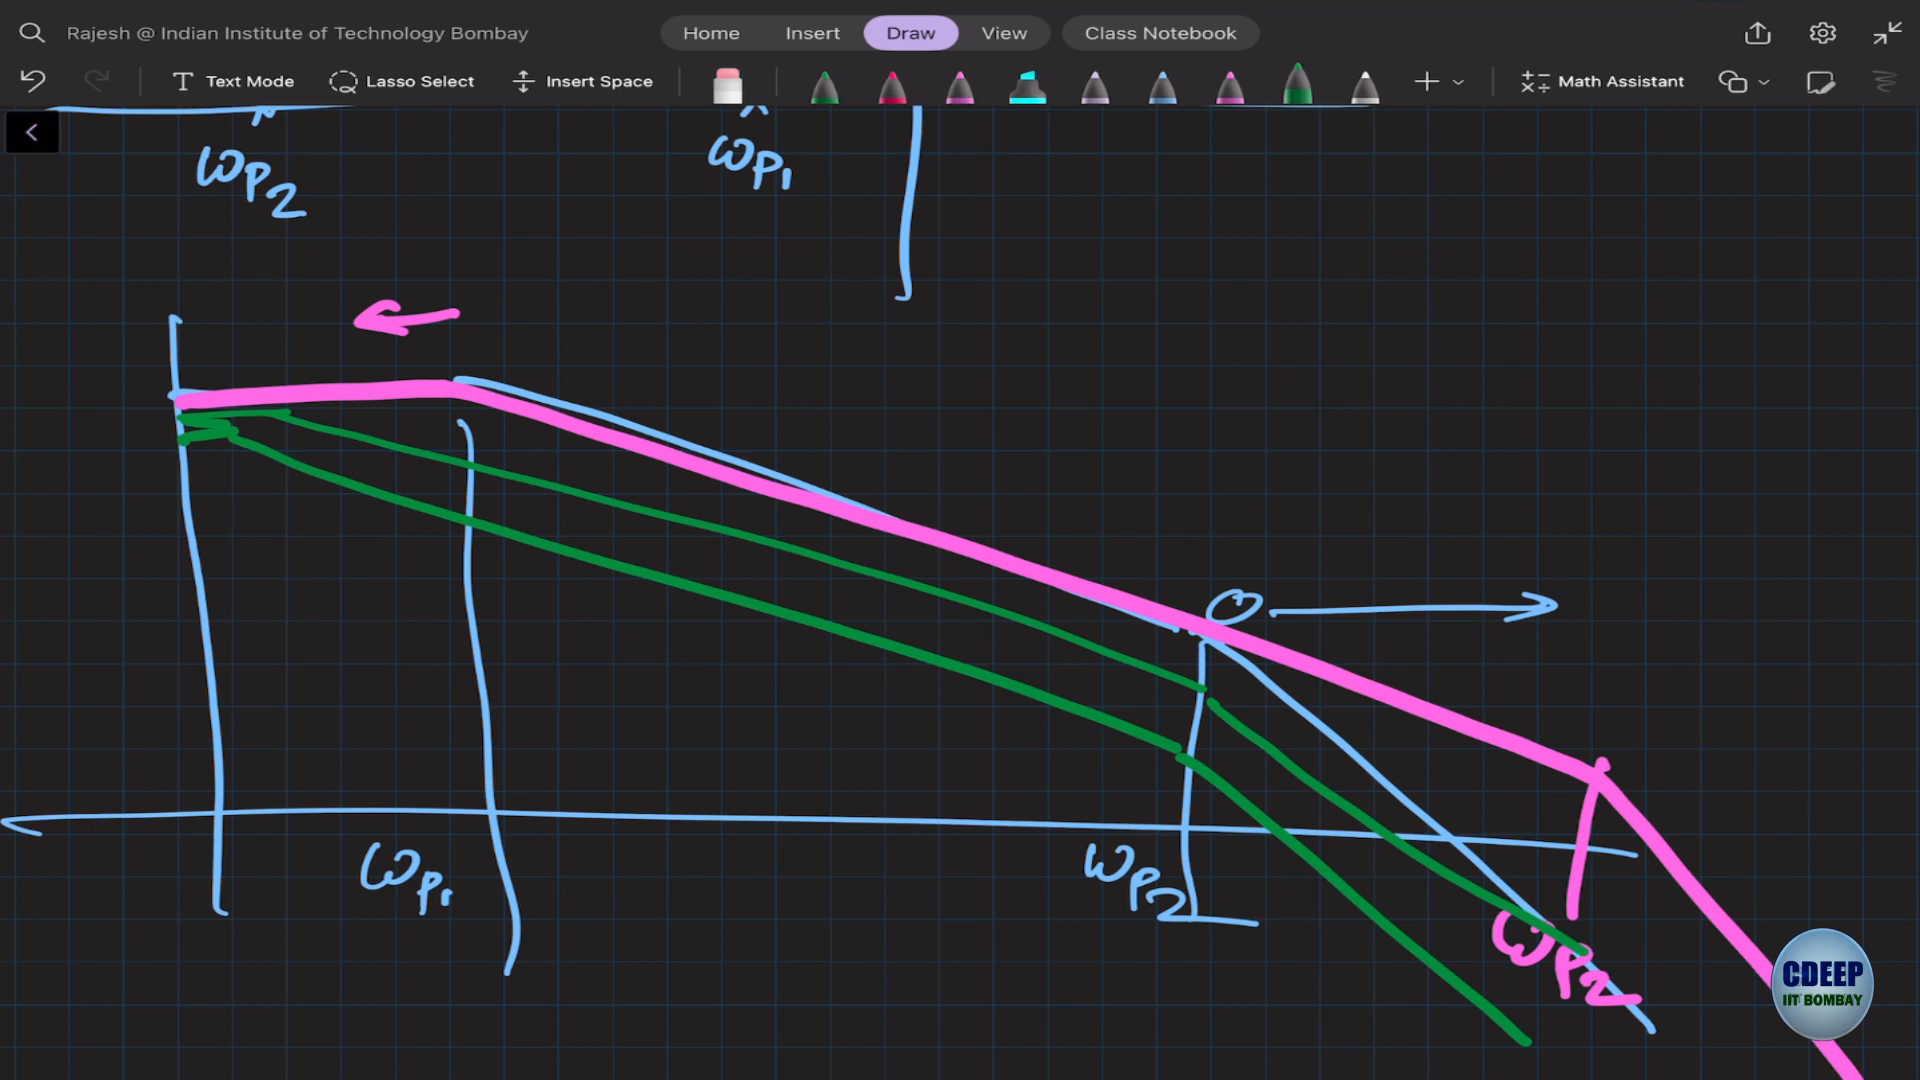 Rajesh @ Indian Institute of Technology Bombay
Home Insert Draw View Class Notebook
Text Mode Lasso Select Insert Space Math Assistant
ωp2 ωp1
ωp1 ωp2
ωp2
CDEEP
IIT BOMBAY